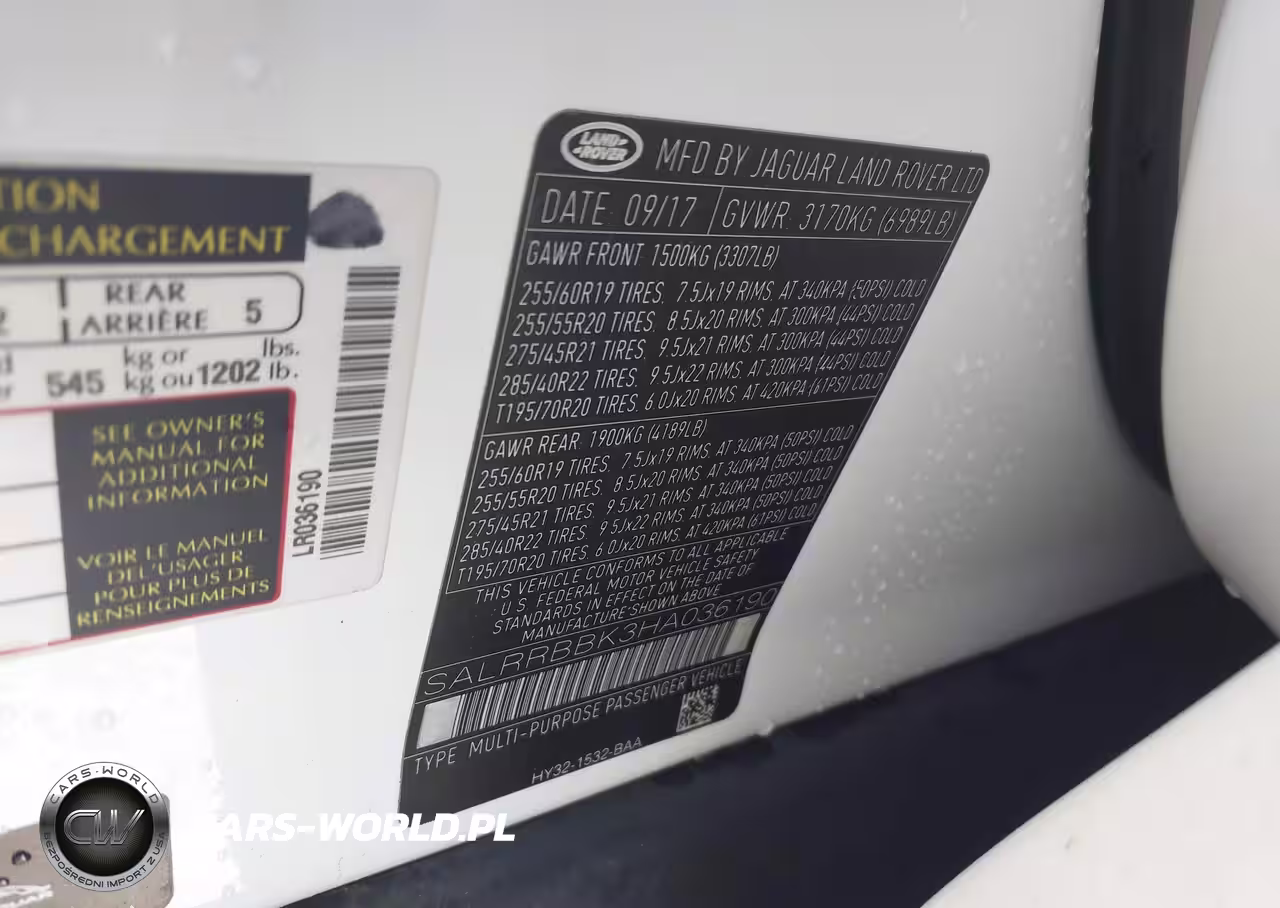 TION
CHARGEMENT
REAR
ARRIÈRE 5
kg or lbs.
545 kg ou 1202 lb.
SEE OWNER'S
MANUAL FOR
ADDITIONAL
INFORMATION
VOIR LE MANUEL
DEL'USAGER
POUR PLUS DE
RENSEIGNEMENTS
LR036190
LAND ROVER
MFD BY JAGUAR LAND ROVER LTD
DATE: 09/17 GVWR: 3170KG (6989LB)
GAWR FRONT 1500KG (3307LB)
255/60R19 TIRES, 7.5Jx19 RIMS, AT 340KPA (50PSI) COLD
255/55R20 TIRES, 8.5Jx20 RIMS, AT 300KPA (44PSI) COLD
275/45R21 TIRES, 9.5Jx21 RIMS, AT 300KPA (44PSI) COLD
285/40R22 TIRES, 9.5Jx22 RIMS, AT 300KPA (44PSI) COLD
T195/70R20 TIRES, 6.0Jx20 RIMS, AT 420KPA (61PSI) COLD
GAWR REAR: 1900KG (4189LB)
255/60R19 TIRES, 7.5Jx19 RIMS, AT 340KPA (50PSI) COLD
255/55R20 TIRES, 8.5Jx20 RIMS, AT 340KPA (50PSI) COLD
275/45R21 TIRES, 9.5Jx21 RIMS, AT 340KPA (50PSI) COLD
285/40R22 TIRES, 9.5Jx22 RIMS, AT 340KPA (50PSI) COLD
T195/70R20 TIRES, 6.0Jx20 RIMS, AT 420KPA (61PSI) COLD
THIS VEHICLE CONFORMS TO ALL APPLICABLE
U.S. FEDERAL MOTOR VEHICLE SAFETY
STANDARDS IN EFFECT ON THE DATE OF
MANUFACTURE SHOWN ABOVE
SALRRBBK3HA036190
TYPE MULTI-PURPOSE PASSENGER VEHICLE
HY32-1532-BAA
CARS-WORLD
CW
BEZPOŚREDNI IMPORT Z USA
CARS-WORLD.PL